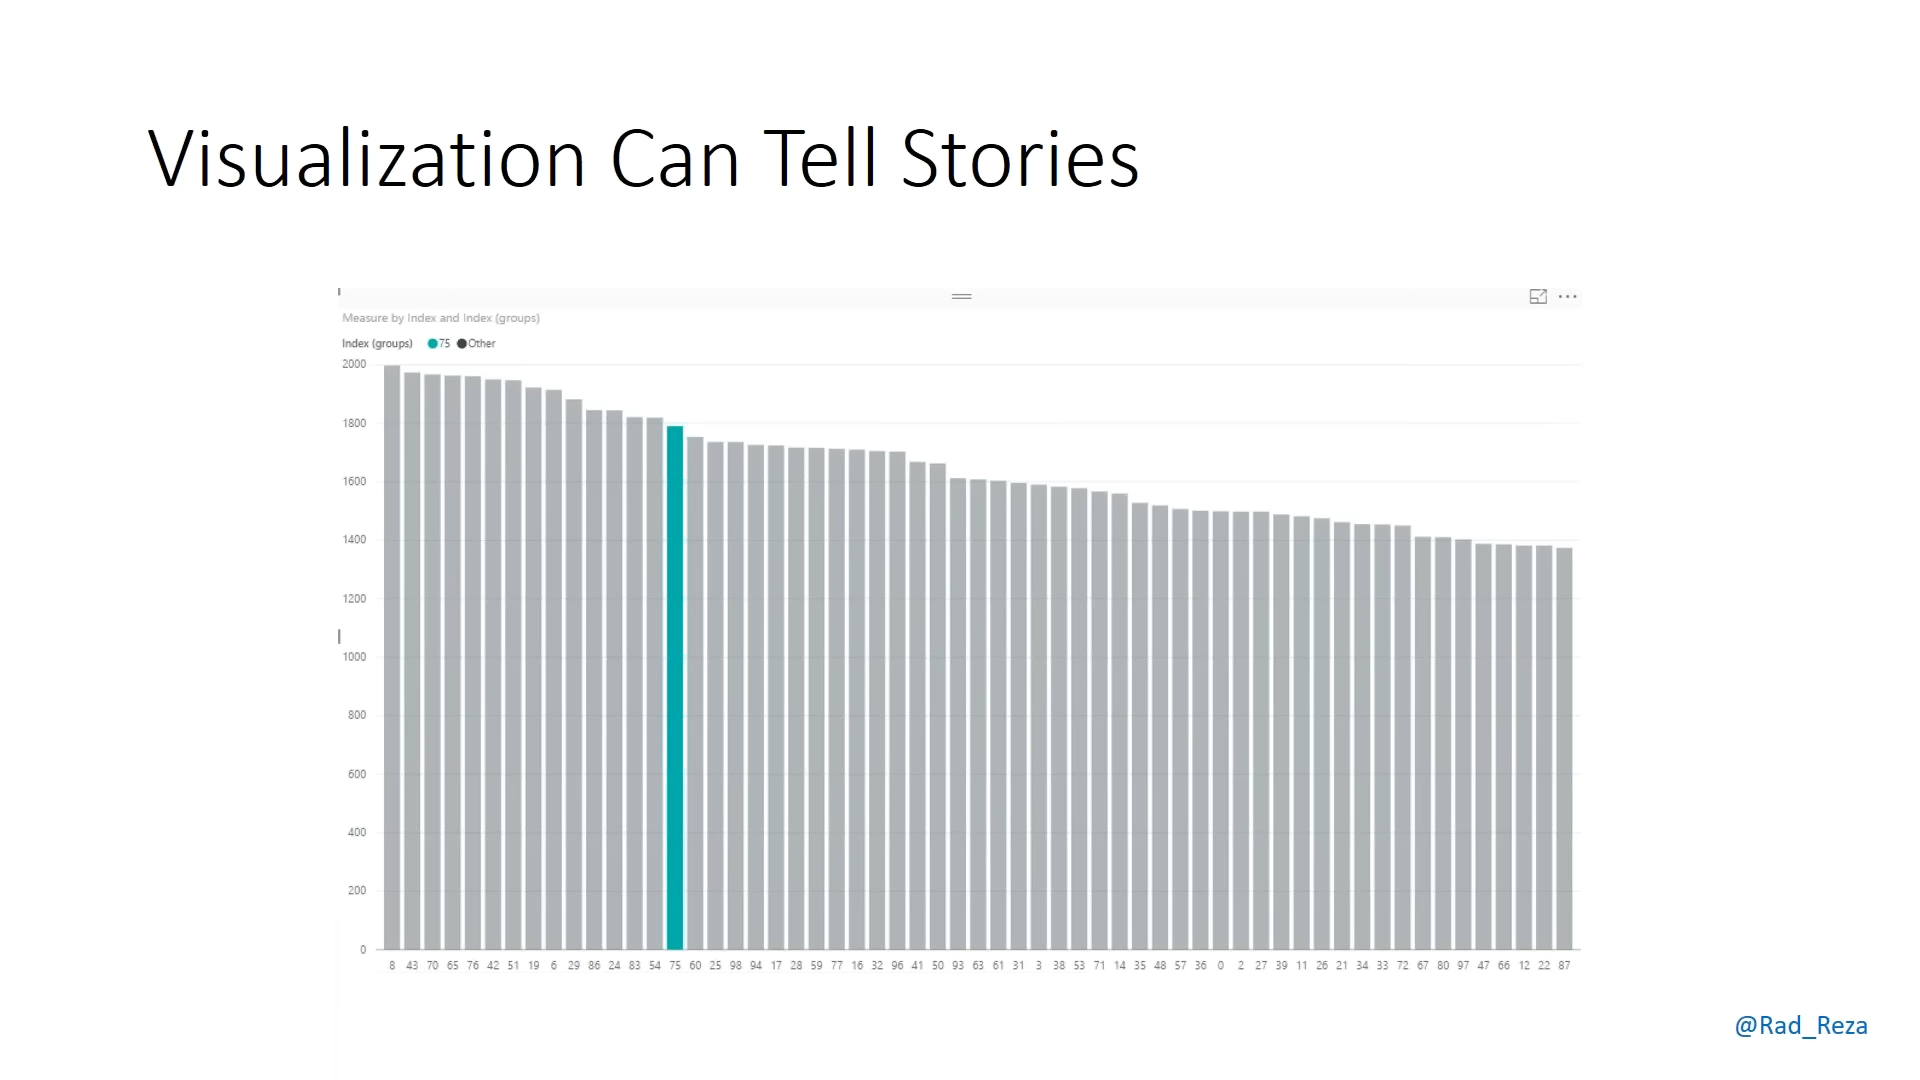 Visualization Can Tell Stories
Measure by Index and Index (groups)
Index (groups) 75 Other
2000
1800
1600
1400
1200
1000
800
600
400
200
0
8 43 70 65 76 42 51 19 6 29 86 24 83 54 75 60 25 98 94 17 28 59 77 16 32 96 41 50 93 63 61 31 3 38 53 71 14 35 48 57 36 0 2 27 39 11 26 21 34 33 72 67 80 97 47 66 12 22 87
@Rad_Reza